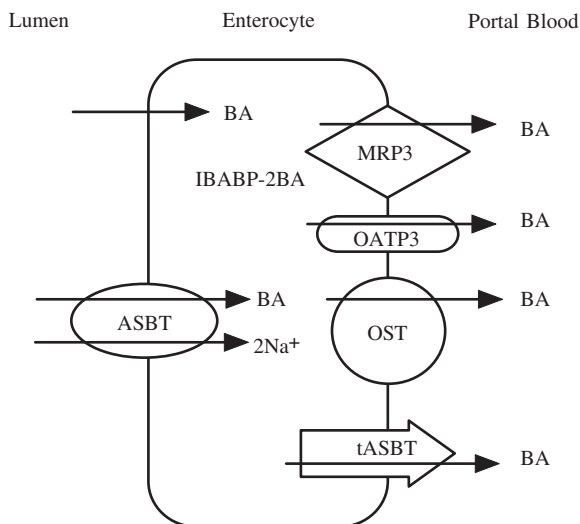 Lumen Enterocyte Portal Blood
BA
BA
MRP3
IBABP-2BA
BA
OATP3
BA
BA
ASBT
OST
2Na+
tASBT
BA